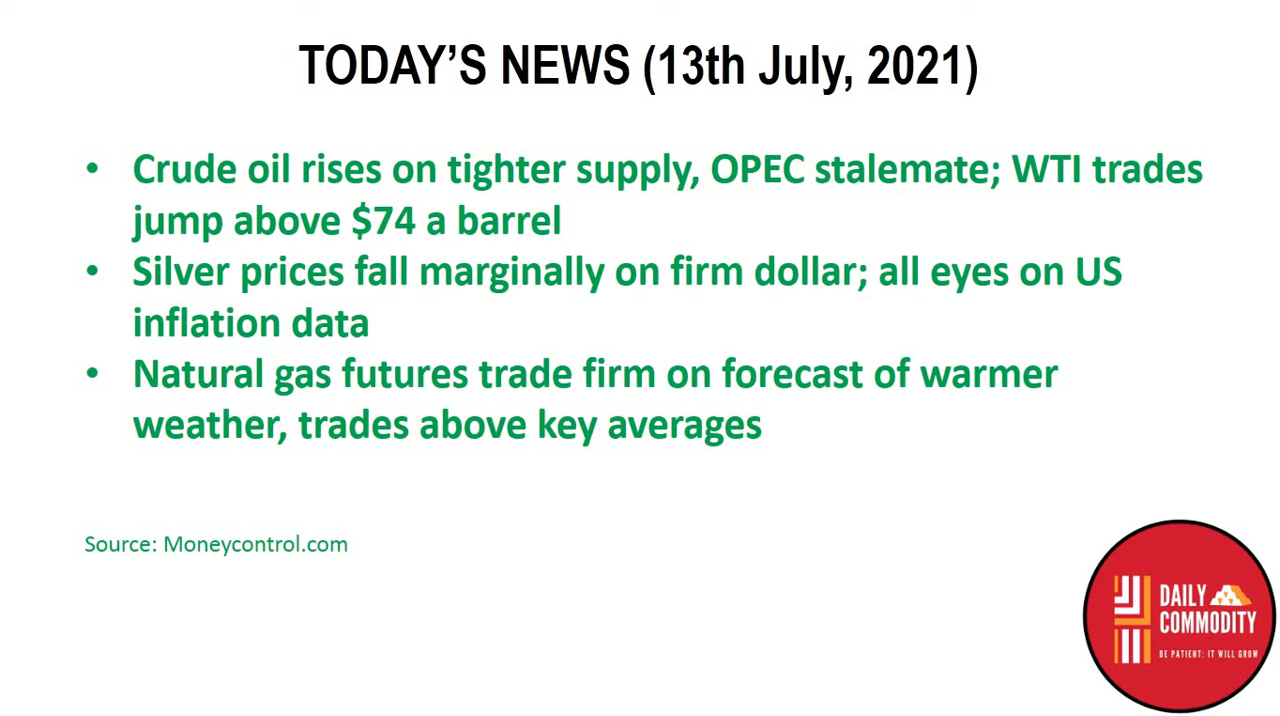 TODAY’S NEWS (13th July, 2021)
• Crude oil rises on tighter supply, OPEC stalemate; WTI trades
jump above $74 a barrel
• Silver prices fall marginally on firm dollar; all eyes on US
inflation data
• Natural gas futures trade firm on forecast of warmer
weather, trades above key averages
Source: Moneycontrol.com
DAILY
COMMODITY
BE PATIENT: IT WILL GROW